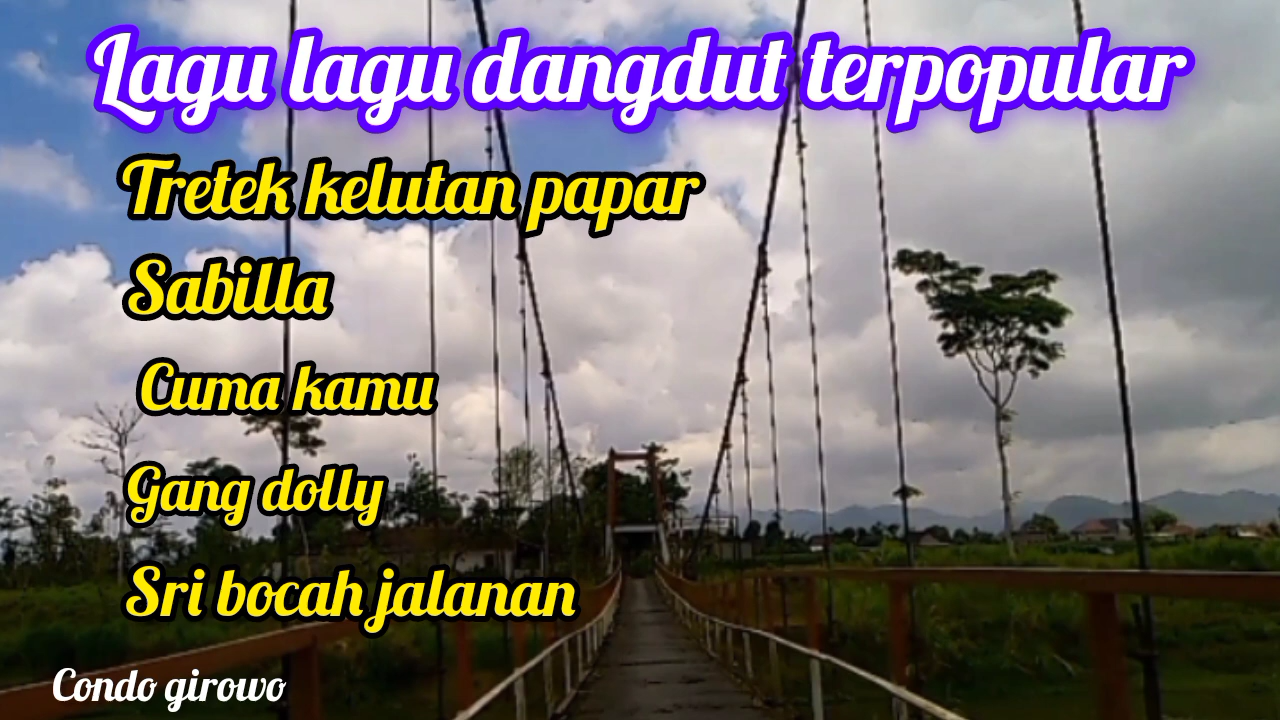 Lagu lagu dangdut terpopular
Tretek kelutan papar
Sabilla
Cuma kamu
Gang dolly
Sri bocah jalanan
Condo girowo